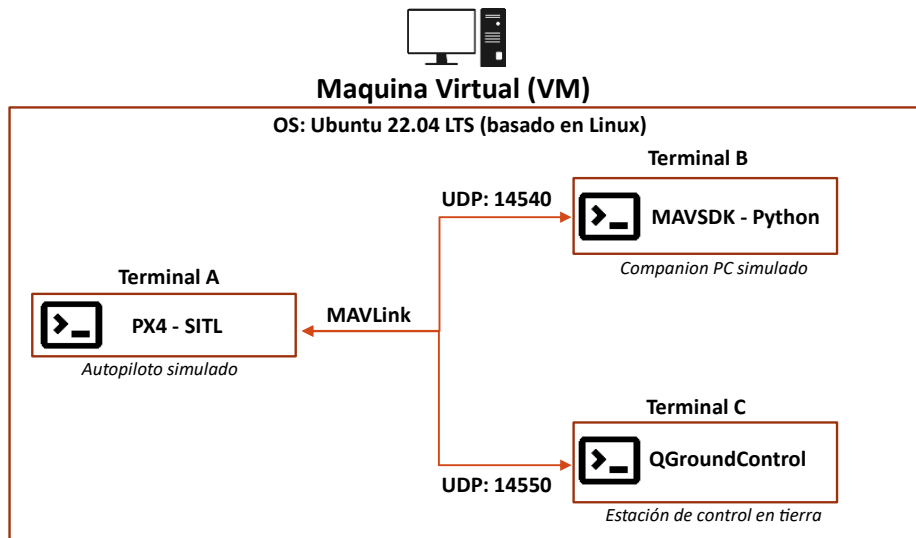 Maquina Virtual (VM)
OS: Ubuntu 22.04 LTS (basado en Linux)
Terminal B
UDP: 14540
MAVSDK - Python
Companion PC simulado
Terminal A
MAVLink
PX4 - SITL
Autopiloto simulado
Terminal C
QGroundControl
UDP: 14550
Estación de control en tierra